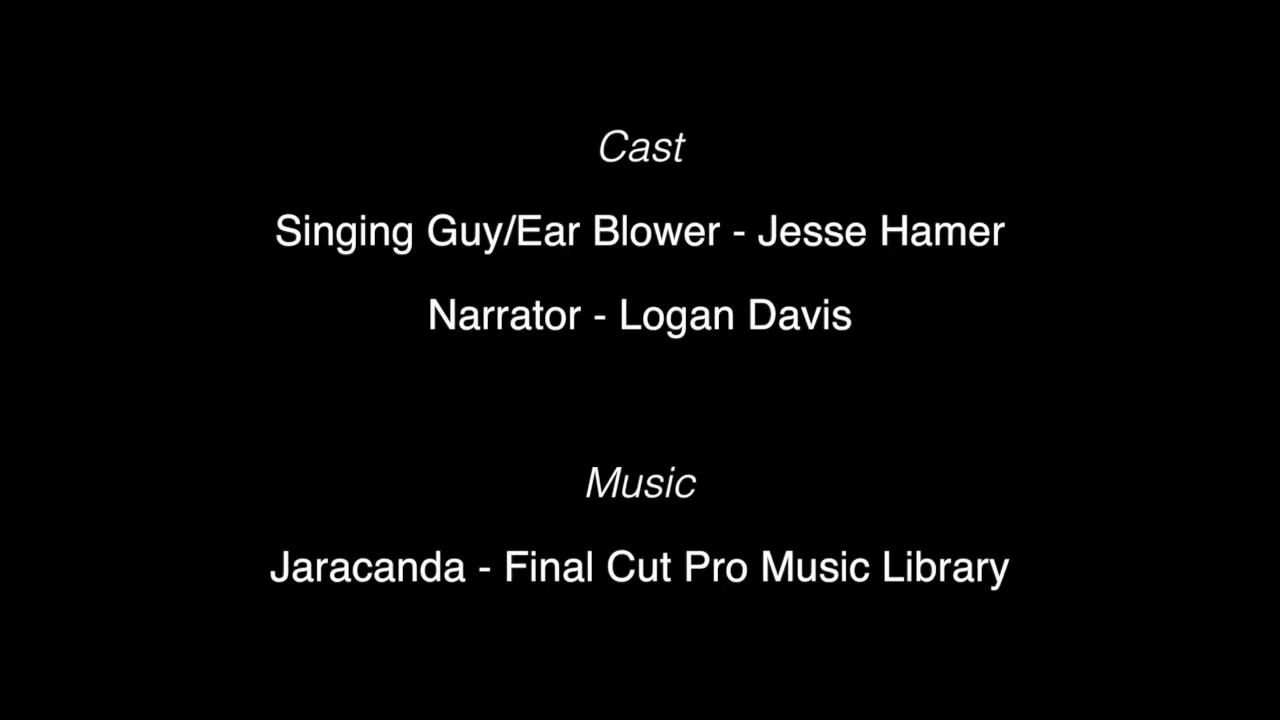 Cast
Singing Guy/Ear Blower - Jesse Hamer
Narrator - Logan Davis
Music
Jaracanda - Final Cut Pro Music Library